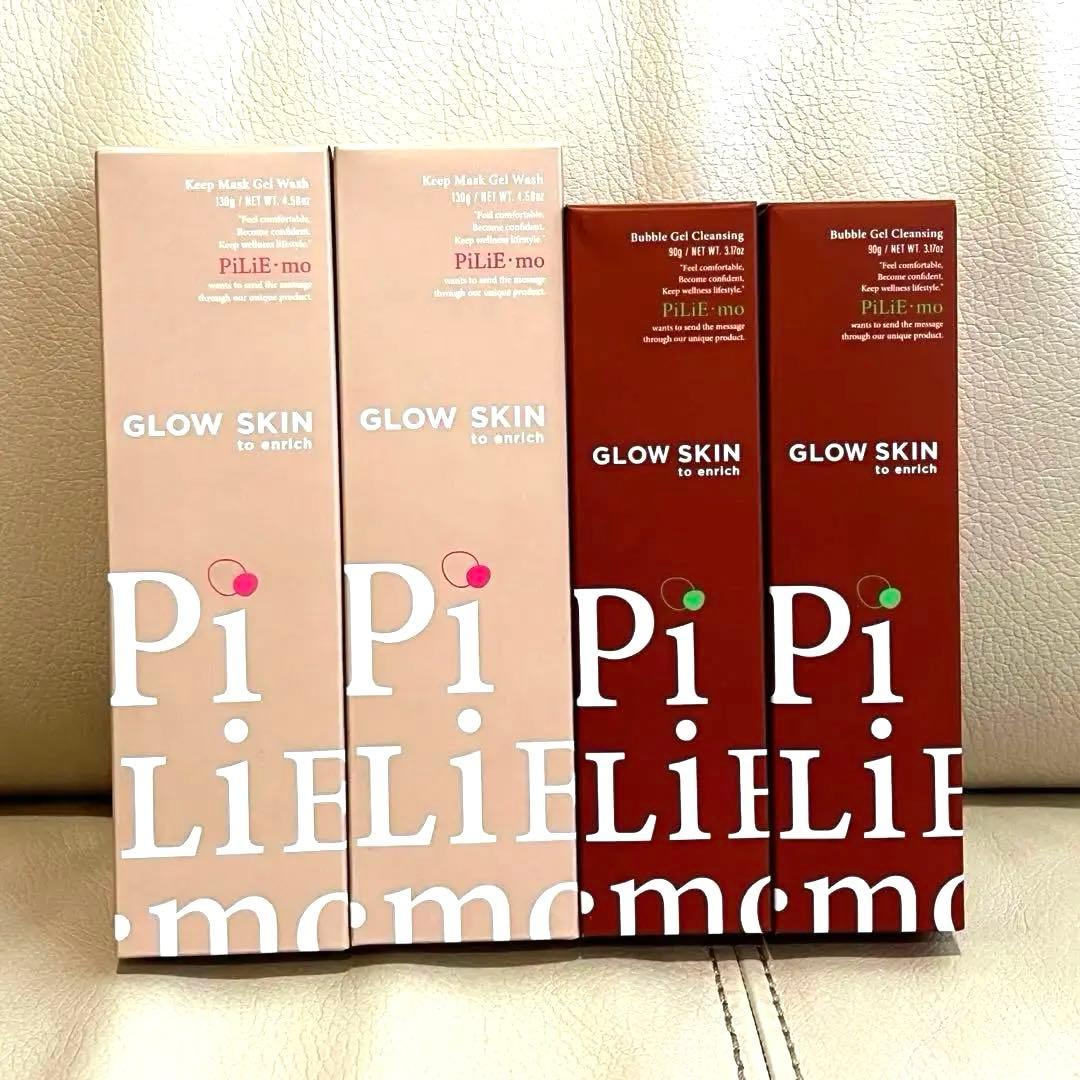 Keep Mask Gel Wash
130g / NET WT. 4.58oz
"Feel comfortable,
Become confident.
Keep wellness lifestyle."
PiLiE·mo
wants to send the message
through our unique product.
GLOW SKIN
to enrich
Pi
LiE
·mo
Keep Mask Gel Wash
130g / NET WT. 4.58oz
"Feel comfortable,
Become confident.
Keep wellness lifestyle."
PiLiE·mo
wants to send the message
through our unique product.
GLOW SKIN
to enrich
Pi
LiE
·mo
Bubble Gel Cleansing
90g / NET WT. 3.17oz
"Feel comfortable,
Become confident,
Keep wellness lifestyle."
PiLiE·mo
wants to send the message
through our unique product.
GLOW SKIN
to enrich
Pi
LiE
·mo
Bubble Gel Cleansing
90g / NET WT. 3.17oz
"Feel comfortable,
Become confident,
Keep wellness lifestyle."
PiLiE·mo
wants to send the message
through our unique product.
GLOW SKIN
to enrich
Pi
LiE
·mo